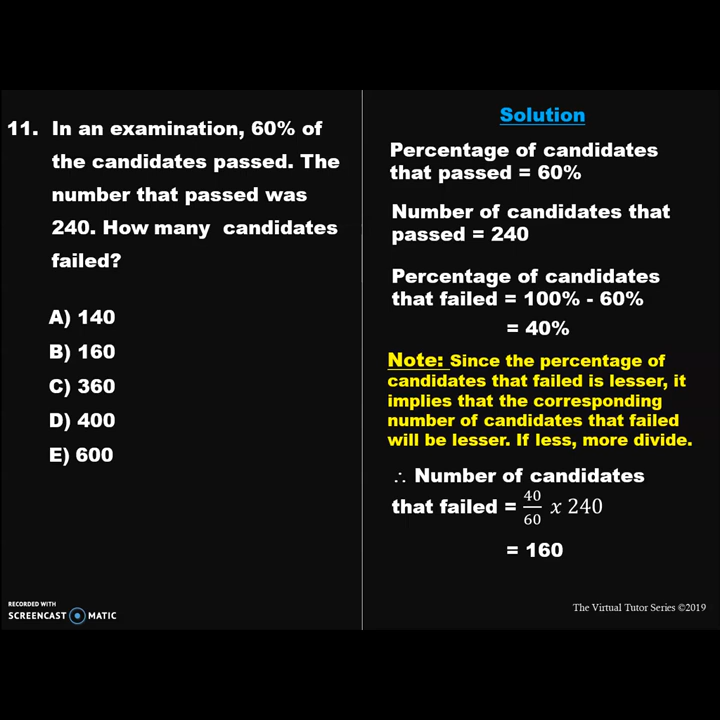 11. In an examination, 60% of
the candidates passed. The
number that passed was
240. How many candidates
failed?
A) 140
B) 160
C) 360
D) 400
E) 600
Solution
Percentage of candidates
that passed = 60%
Number of candidates that
passed = 240
Percentage of candidates
that failed = 100% - 60%
= 40%
Note: Since the percentage of
candidates that failed is lesser, it
implies that the corresponding
number of candidates that failed
will be lesser. If less, more divide.
∴ Number of candidates
that failed = 40/60 x 240
= 160
RECORDED WITH
SCREENCAST MATIC
The Virtual Tutor Series ©2019